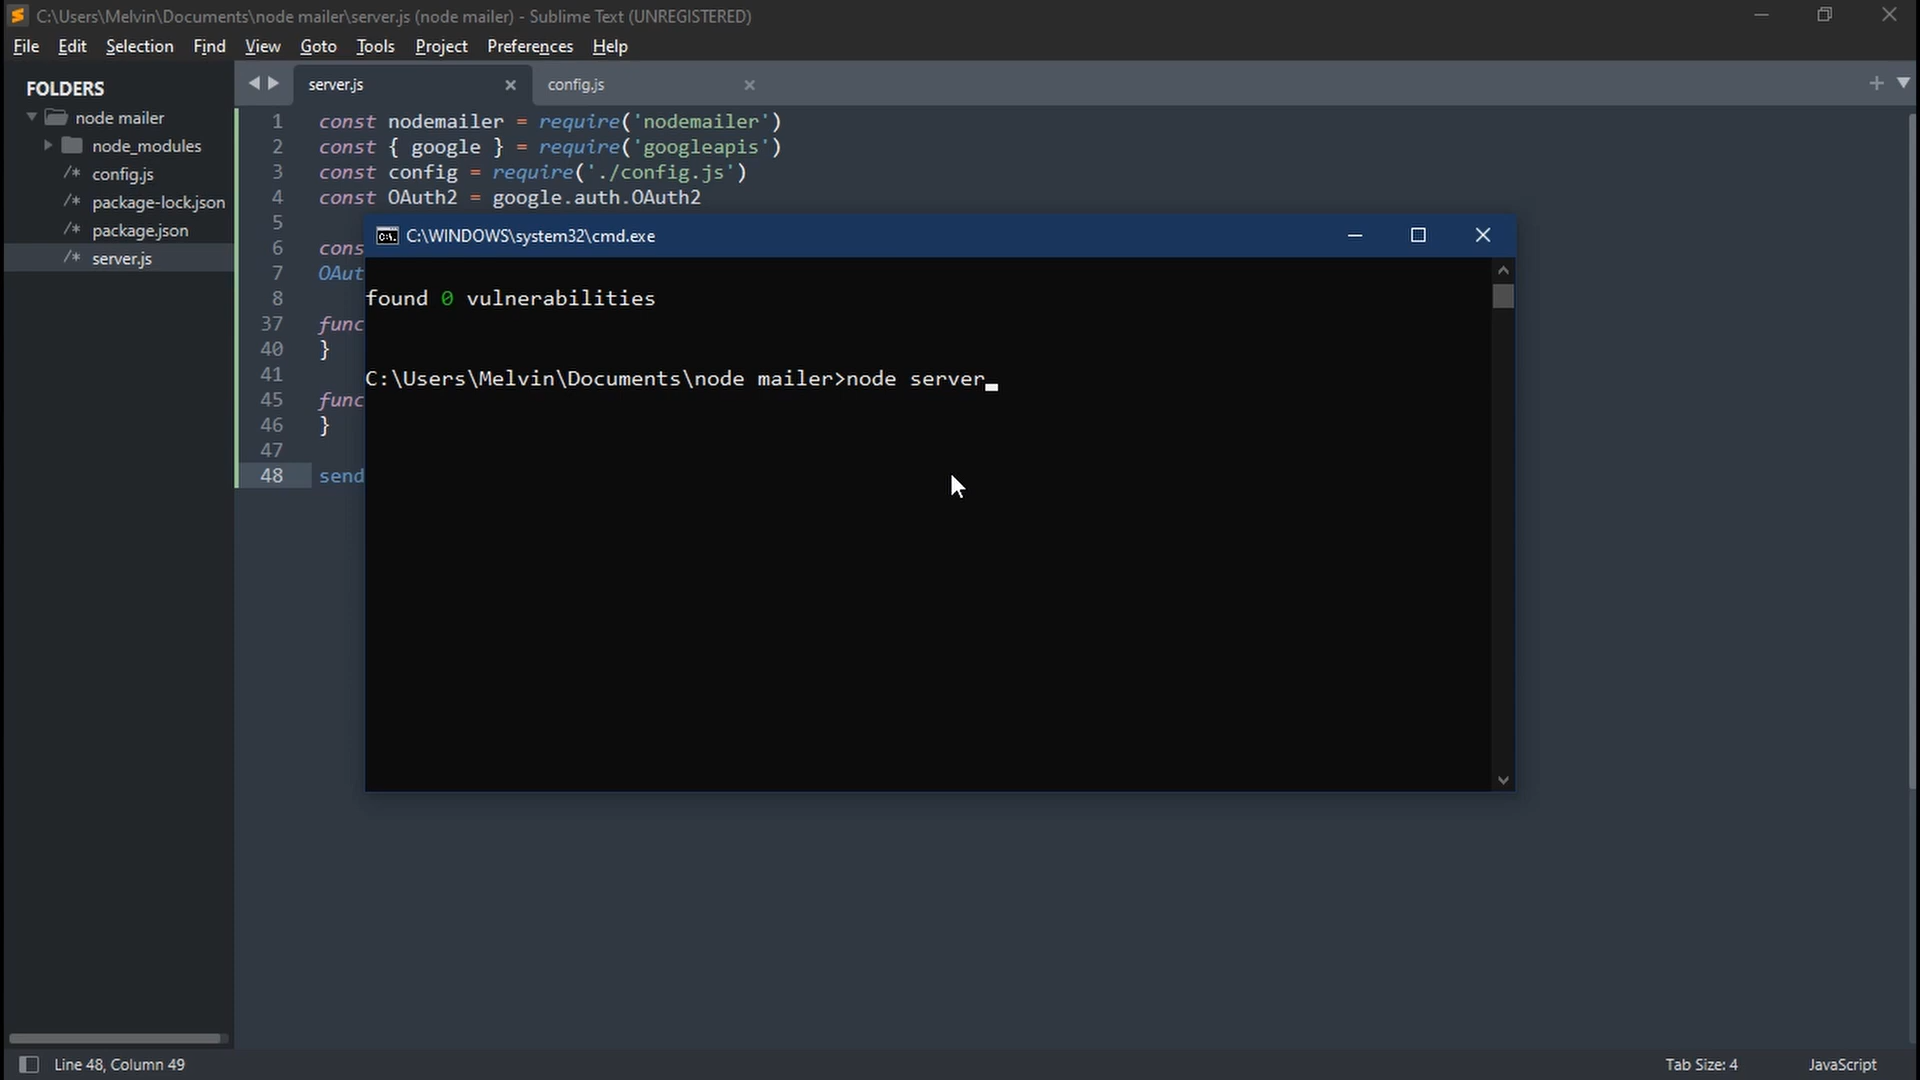 C:\Users\Melvin\Documents\node mailer\server.js (node mailer) - Sublime Text (UNREGISTERED)
File Edit Selection Find View Goto Tools Project Preferences Help
FOLDERS
node mailer
node_modules
/* config.js
/* package-lock.json
/* package.json
/* server.js
server.js
config.js
1 const nodemailer = require('nodemailer')
2 const { google } = require('googleapis')
3 const config = require('./config.js')
4 const OAuth2 = google.auth.OAuth2
5
6 cons
7 OAut
8
37 func
40 }
41
45 func
46 }
47
48 send
C:\WINDOWS\system32\cmd.exe
found 0 vulnerabilities
C:\Users\Melvin\Documents\node mailer>node server_
Line 48, Column 49
Tab Size: 4
JavaScript